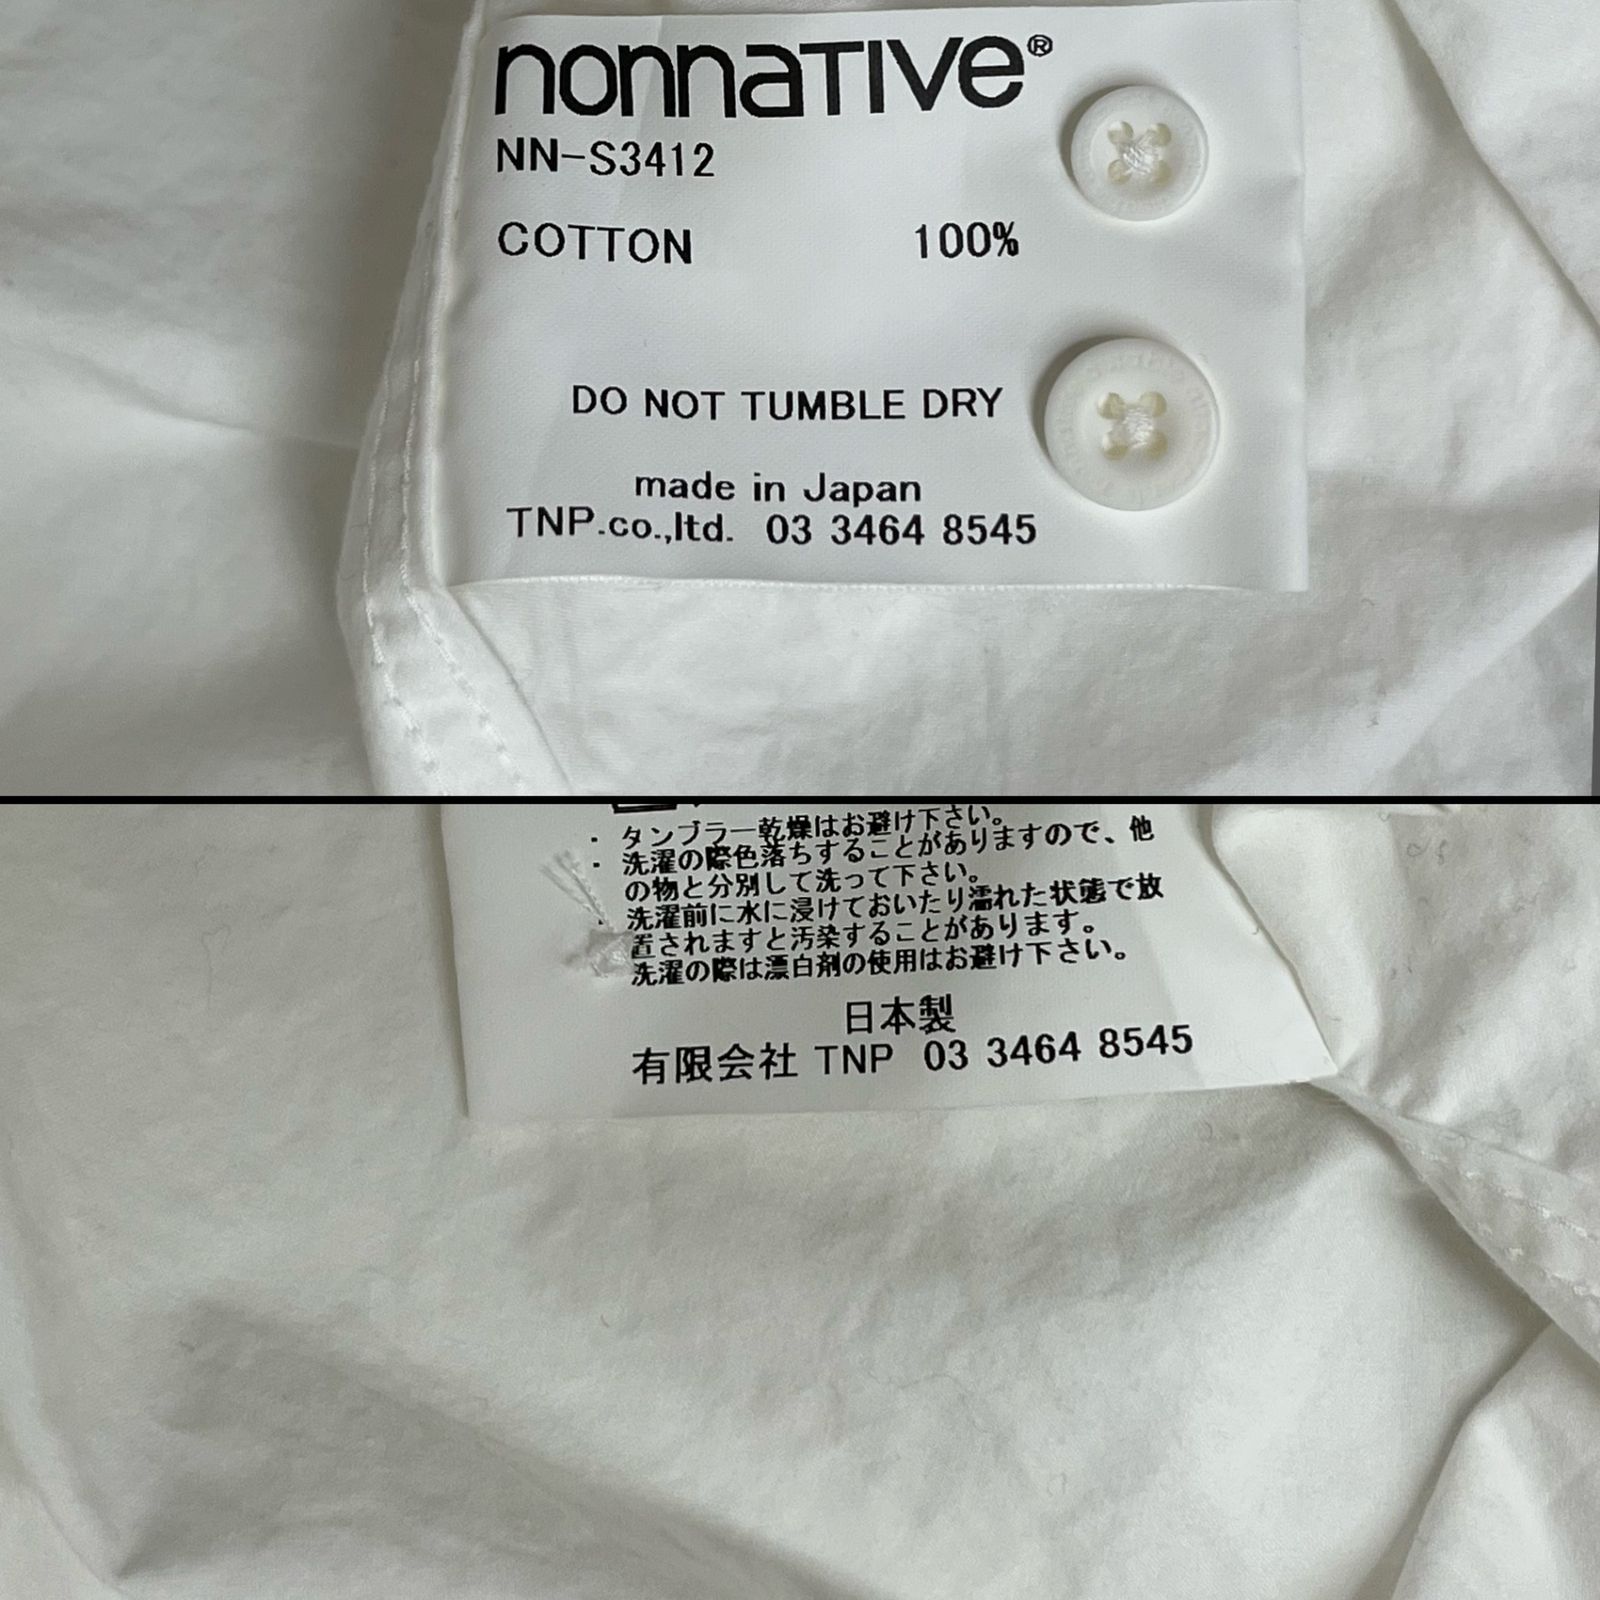 nonnative®
NN-S3412
COTTON 100%
DO NOT TUMBLE DRY
made in Japan
TNP.co.,ltd. 03 3464 8545
・タンブラー乾燥はお避け下さい。
・洗濯の際色落ちすることがありますので、他
の物と分別して洗って下さい。
・洗濯前に水に浸けておいたり濡れた状態で放
置されますと汚染することがあります。
洗濯の際は漂白剤の使用はお避け下さい。
日本製
有限会社 TNP 03 3464 8545